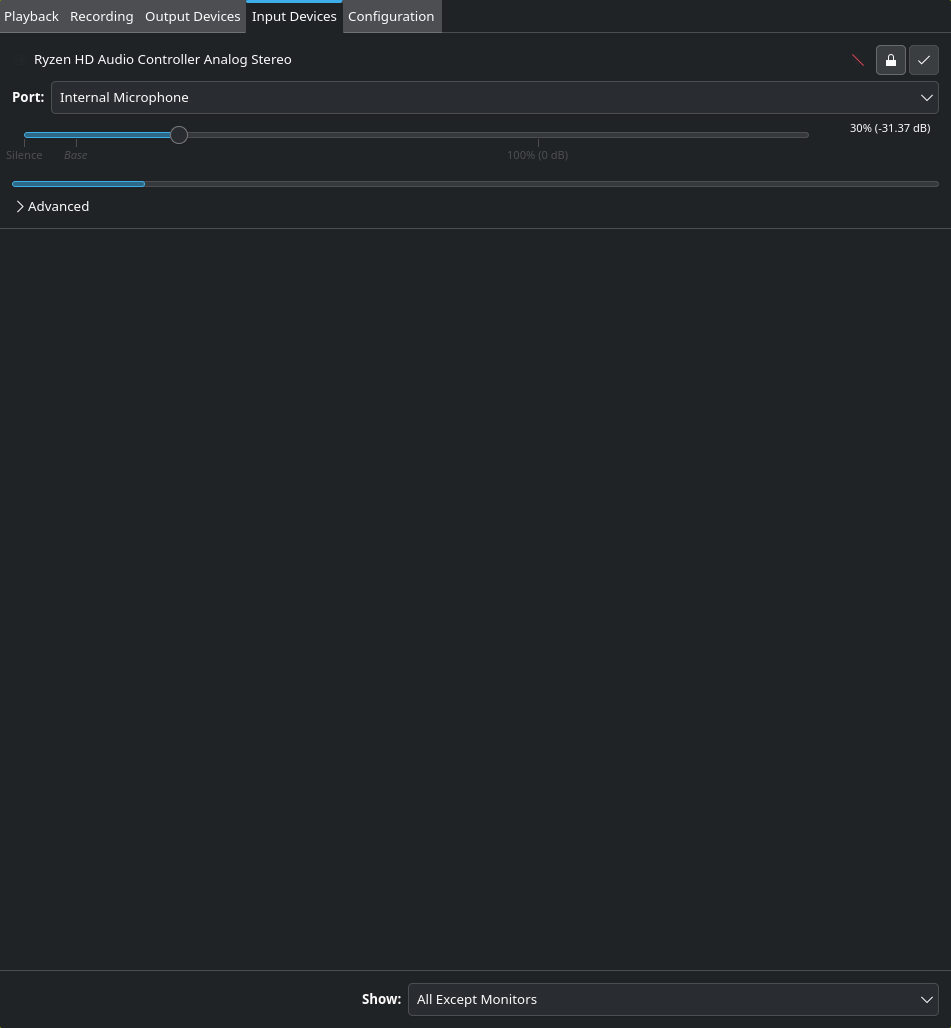 Playback Recording Output Devices Input Devices Configuration
Ryzen HD Audio Controller Analog Stereo
Port: Internal Microphone
30% (-31.37 dB)
Silence Base 100% (0 dB)
Advanced
Show: All Except Monitors